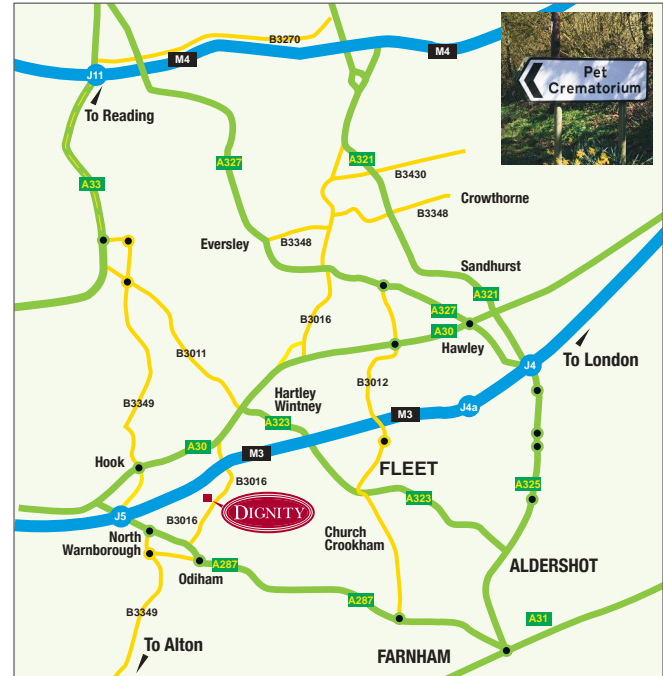 B3270
M4
M4
J11
To Reading
Pet
Crematorium
A327
A321
B3430
A33
Crowthorne
B3348
Eversley
B3348
Sandhurst
A321
A327
B3016
A30
Hawley
To London
B3011
J4
B3012
Hartley
Wintney
B3349
M3
J4a
A323
A30
M3
Hook
FLEET
B3016
A323
A325
DIGNITY
J5
B3016
North
Warnborough
Church
Crookham
Odiham
A287
ALDERSHOT
A287
B3349
A31
To Alton
FARNHAM